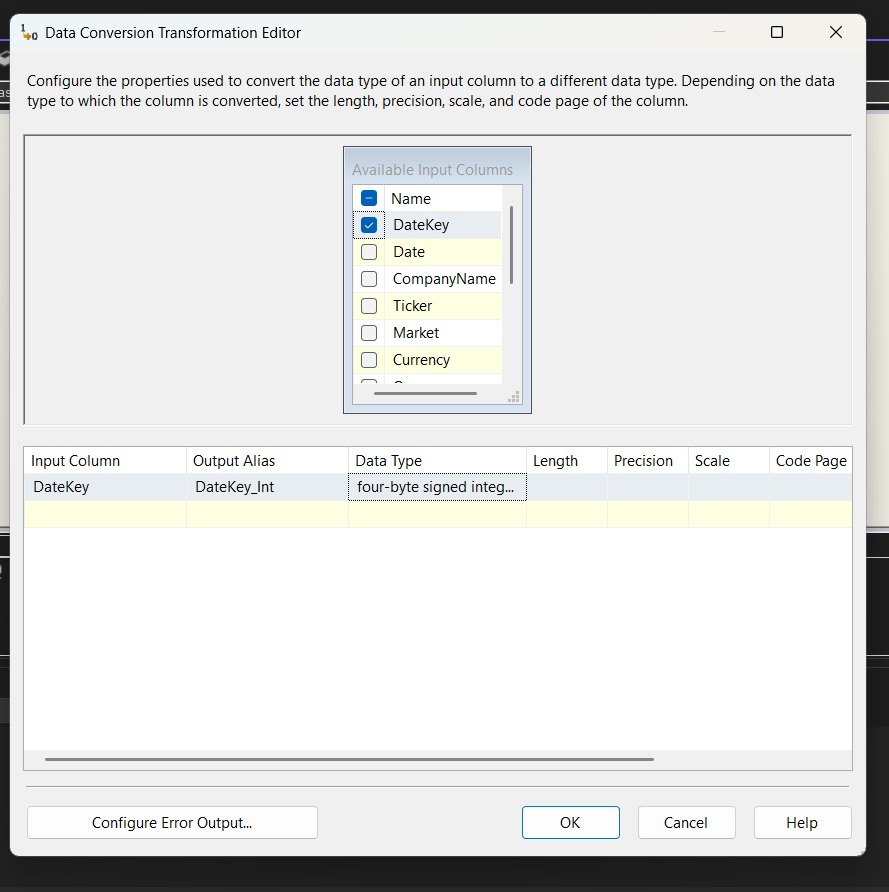 Data Conversion Transformation Editor
Configure the properties used to convert the data type of an input column to a different data type. Depending on the data
type to which the column is converted, set the length, precision, scale, and code page of the column.
Available Input Columns
Name
DateKey
Date
CompanyName
Ticker
Market
Currency
Input Column Output Alias Data Type Length Precision Scale Code Page
DateKey DateKey_Int four-byte signed integ...
Configure Error Output... OK Cancel Help